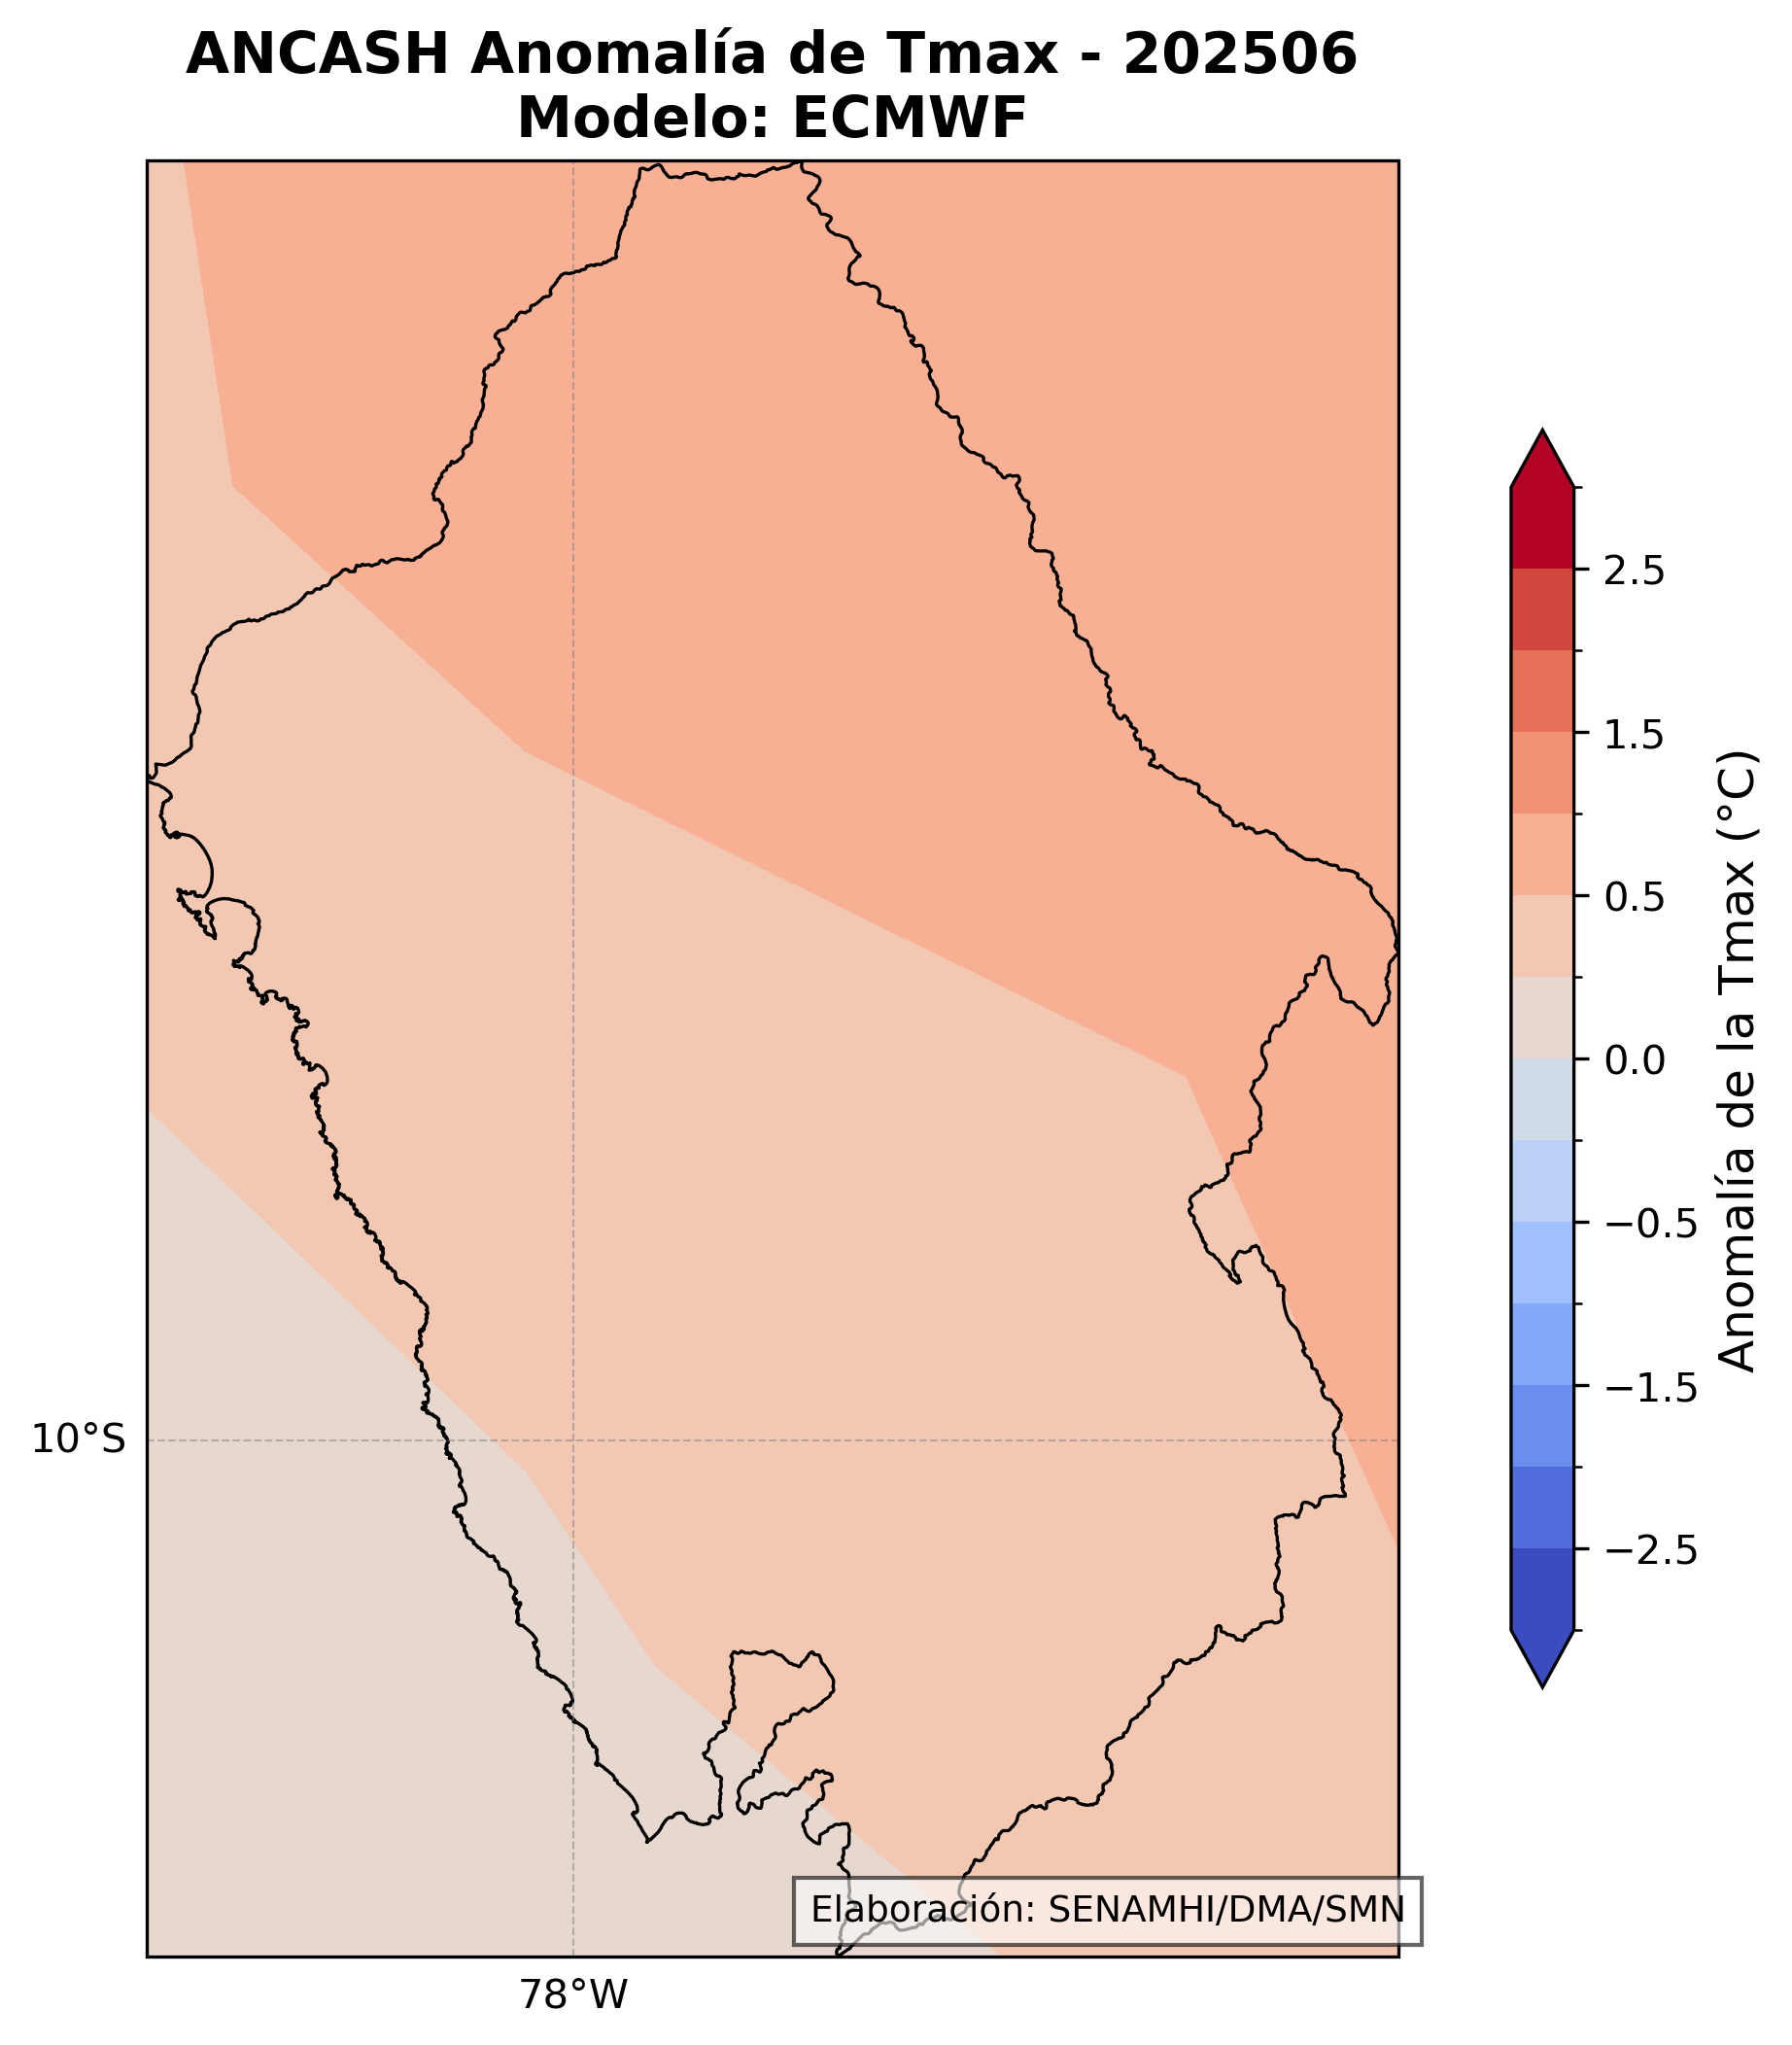 ANCASH Anomalía de Tmax - 202506
Modelo: ECMWF
2.5
1.5
0.5
0.0
−0.5
−1.5
−2.5
Anomalía de la Tmax (°C)
10°S
Elaboración: SENAMHI/DMA/SMN
78°W